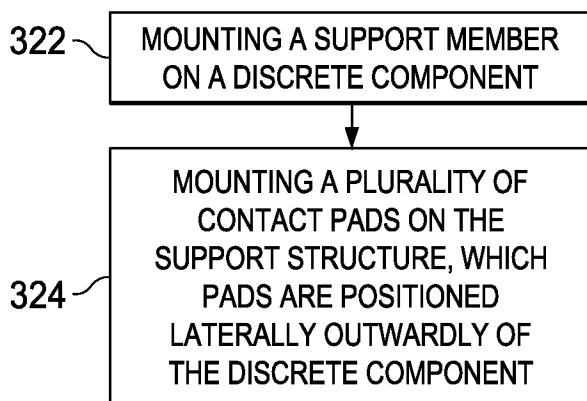 322
MOUNTING A SUPPORT MEMBER
ON A DISCRETE COMPONENT
324
MOUNTING A PLURALITY OF
CONTACT PADS ON THE
SUPPORT STRUCTURE, WHICH
PADS ARE POSITIONED
LATERALLY OUTWARDLY OF
THE DISCRETE COMPONENT